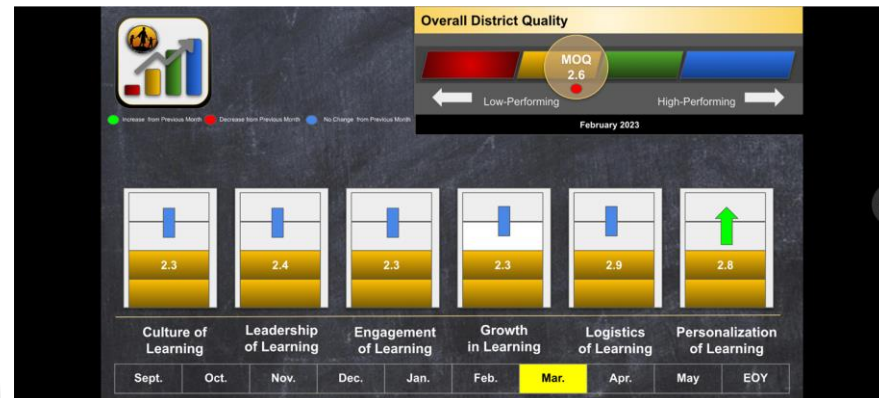 Overall District Quality
MOQ
2.6
Low-Performing
High-Performing
February 2023
Increase from Previous Month
Decrease from Previous Month
No Change from Previous Month
2.3
2.4
2.3
2.3
2.9
2.8
Culture of
Learning
Leadership
of Learning
Engagement
of Learning
Growth
in Learning
Logistics
of Learning
Personalization
of Learning
Sept.
Oct.
Nov.
Dec.
Jan.
Feb.
Mar.
Apr.
May
EOY